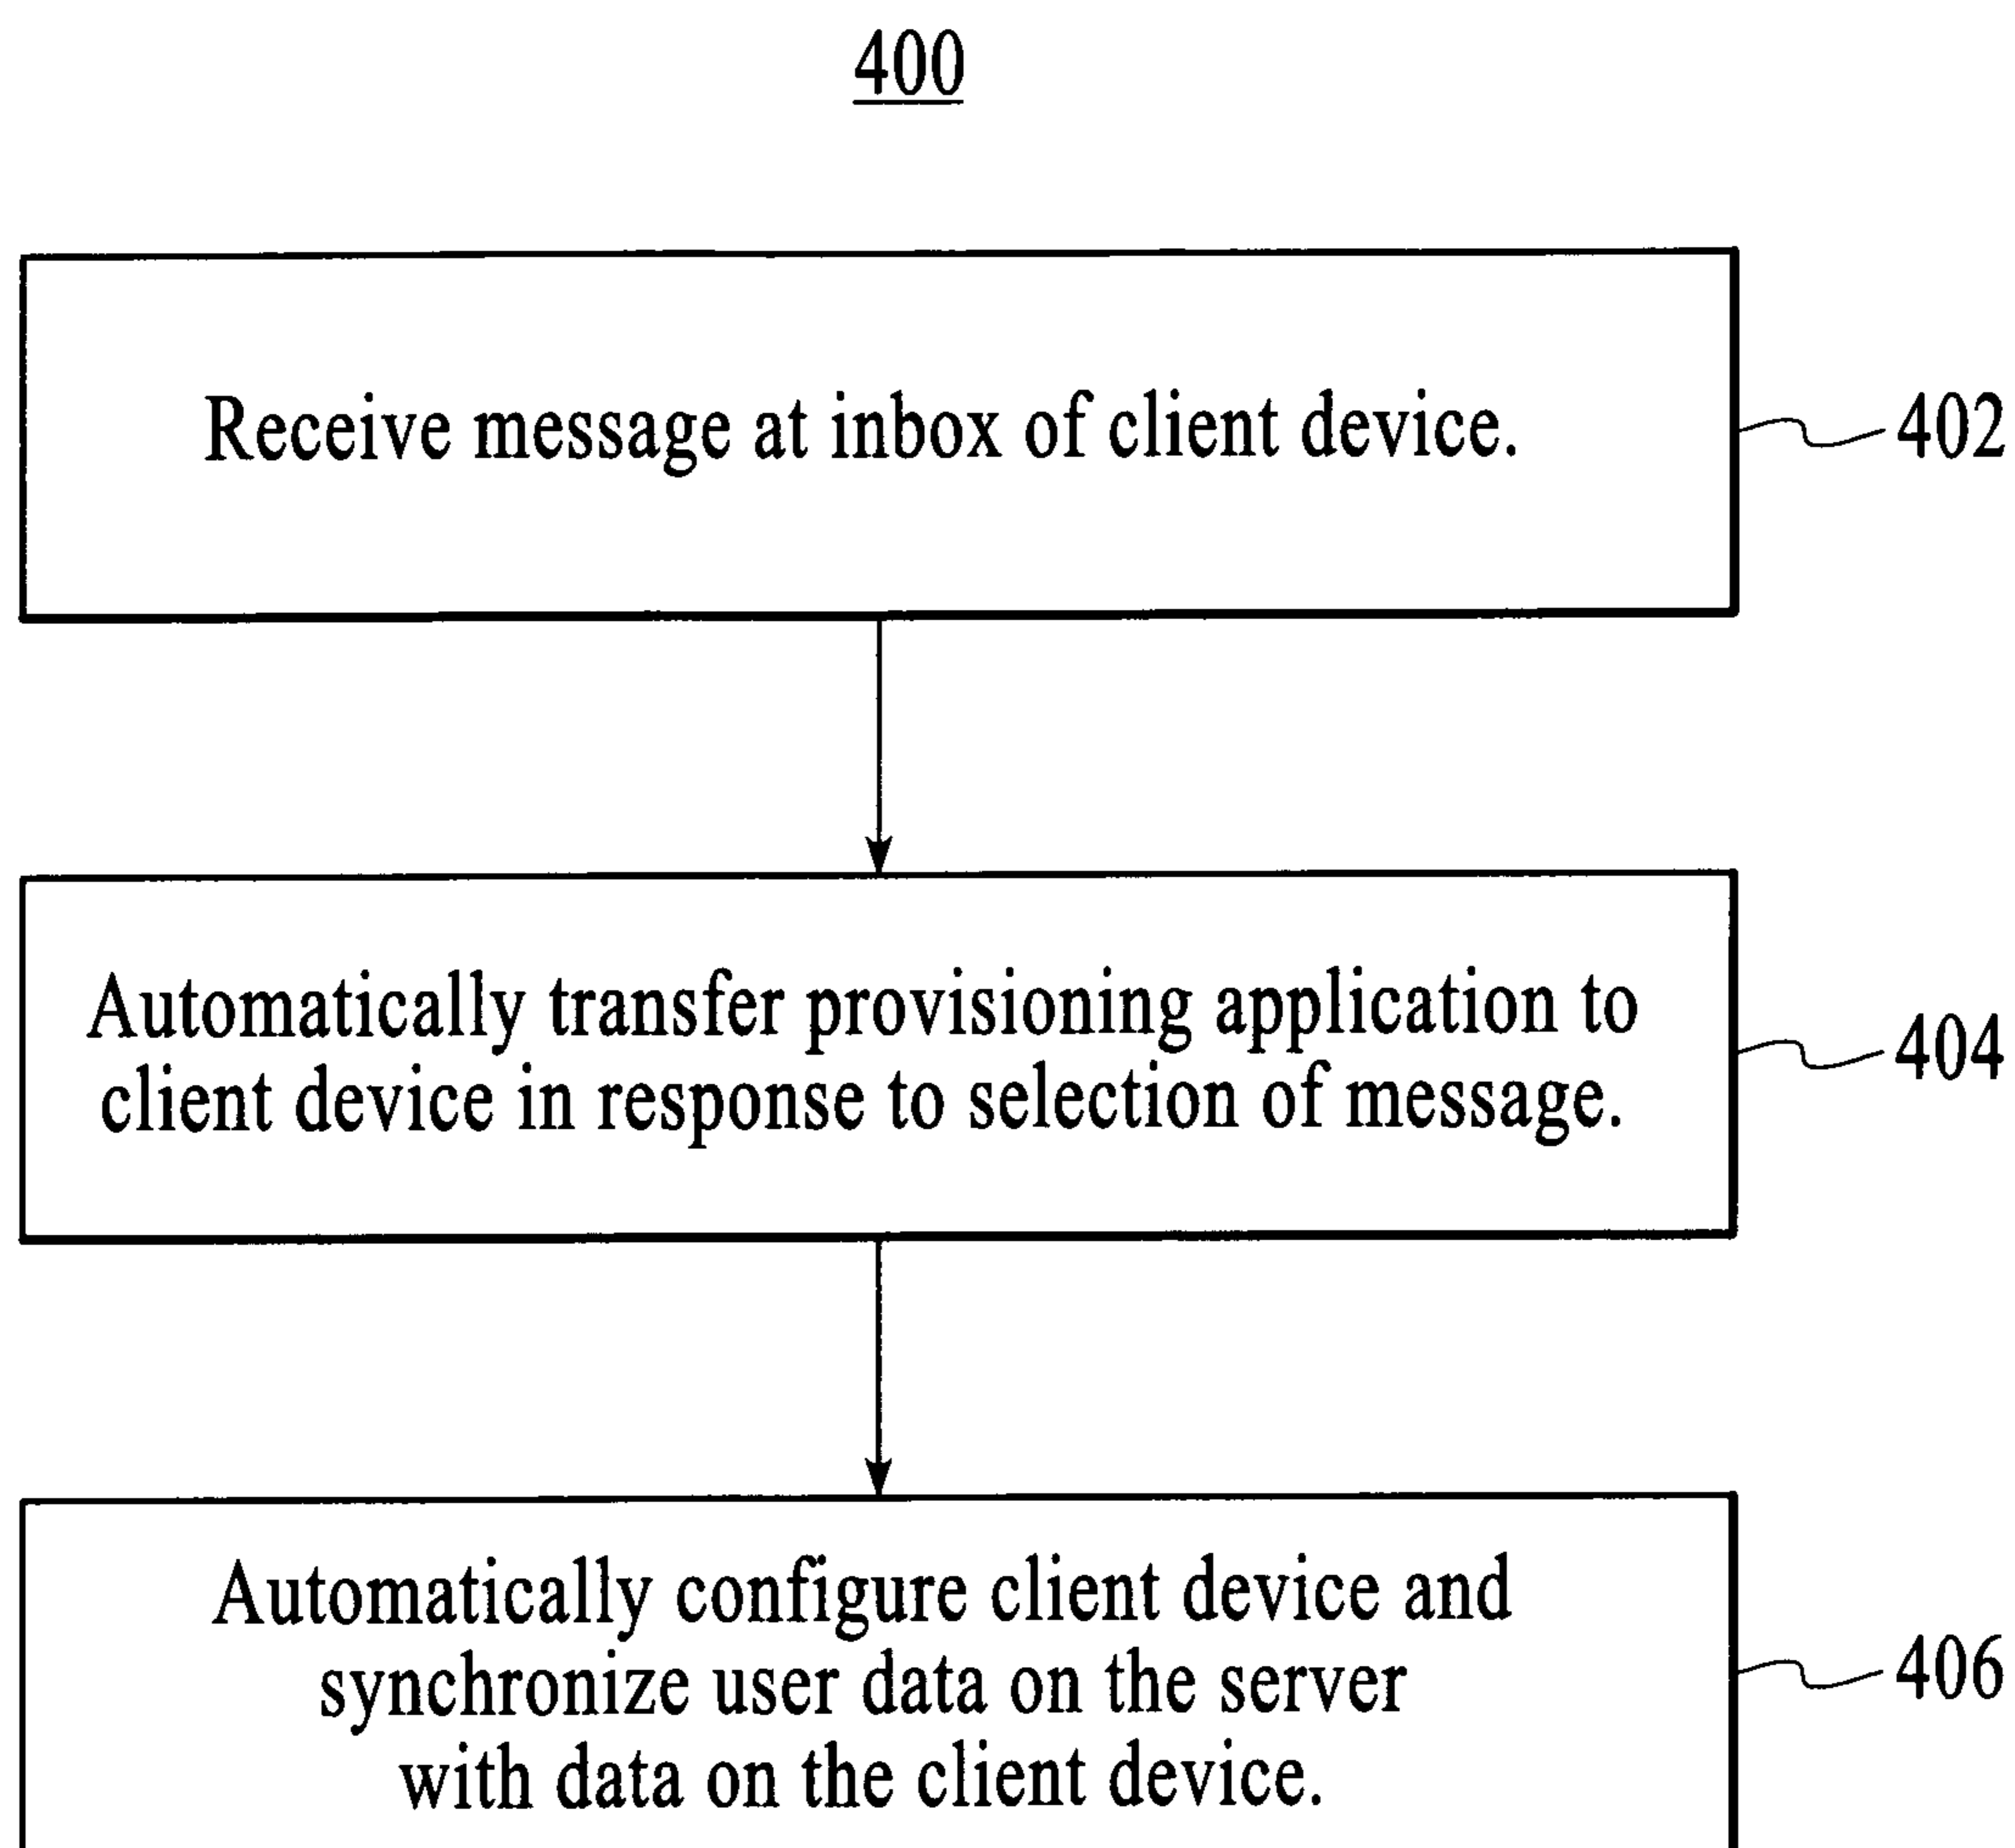 400
Receive message at inbox of client device.
402
Automatically transfer provisioning application to
client device in response to selection of message.
404
Automatically configure client device and
synchronize user data on the server
with data on the client device.
406